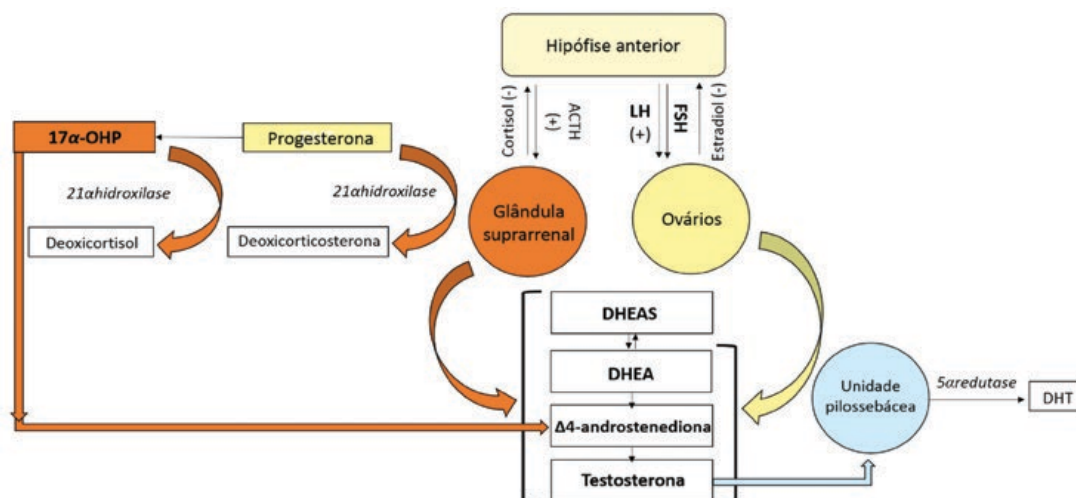 Hipófise anterior
Cortisol (-)
ACTH
(+)
LH
(+)
FSH
Estradiol (-)
17α-OHP
Progesterona
21αhidroxilase
21αhidroxilase
Deoxicortisol
Deoxicorticosterona
Glândula
suprarrenal
Ovários
DHEAS
DHEA
Δ4-androstenediona
Testosterona
Unidade
pilossebácea
5αredutase
DHT